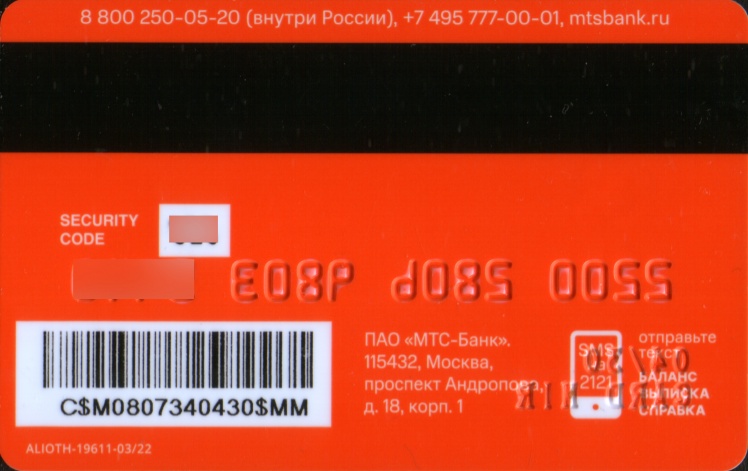 8 800 250-05-20 (внутри России), +7 495 777-00-01, mtsbank.ru
SECURITY
CODE
C$M0807340430$MM
ПАО «МТС-Банк».
115432, Москва,
проспект Андропова,
д. 18, корп. 1
SMS
2121
отправьте
текст
БАЛАНС
ВЫПИСКА
СПРАВКА
ALIOTH-19611-03/22